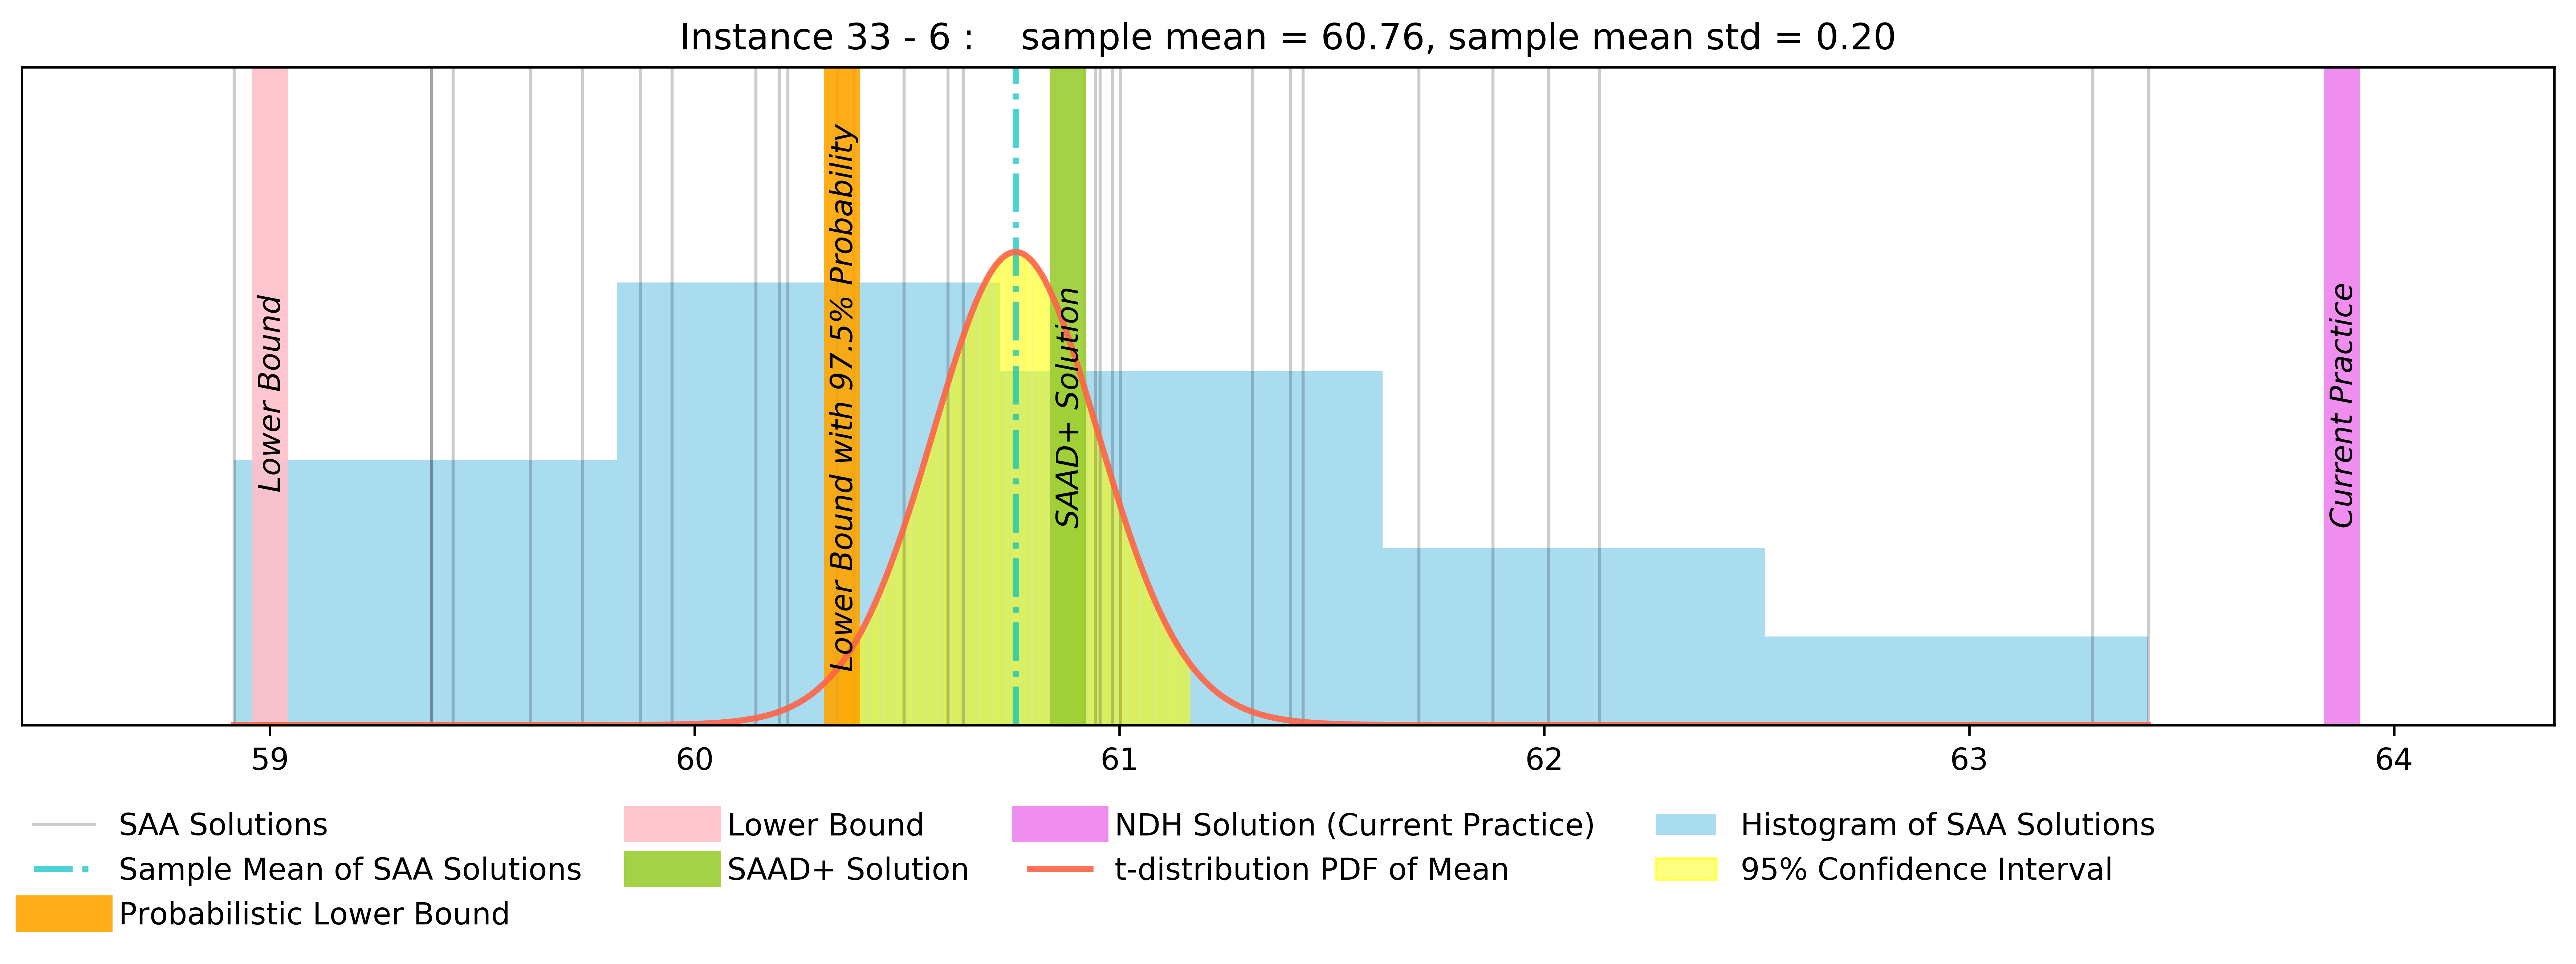 Instance 33 - 6 :    sample mean = 60.76, sample mean std = 0.20
Lower Bound
Lower Bound with 97.5% Probability
SAAD+ Solution
Current Practice
59 60 61 62 63 64
SAA Solutions
Sample Mean of SAA Solutions
Probabilistic Lower Bound
Lower Bound
SAAD+ Solution
NDH Solution (Current Practice)
t-distribution PDF of Mean
Histogram of SAA Solutions
95% Confidence Interval